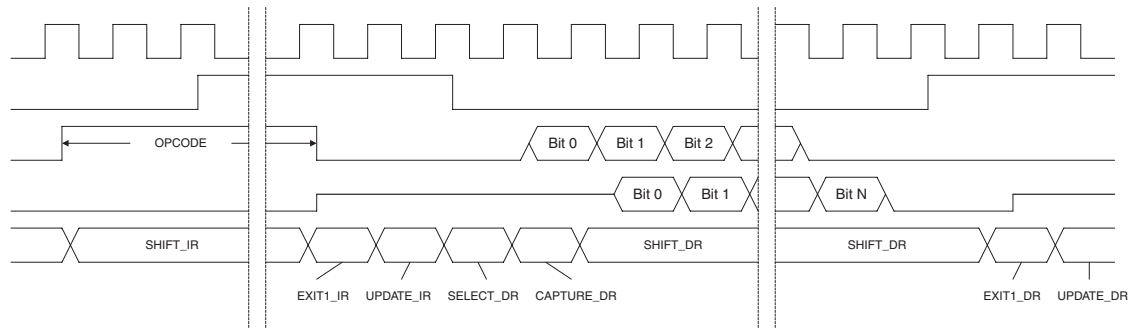 Bit 0 Bit 1 Bit 2
OPCODE
Bit 0 Bit 1 Bit N
SHIFT_IR SHIFT_DR SHIFT_DR
EXIT1_IR UPDATE_IR SELECT_DR CAPTURE_DR EXIT1_DR UPDATE_DR